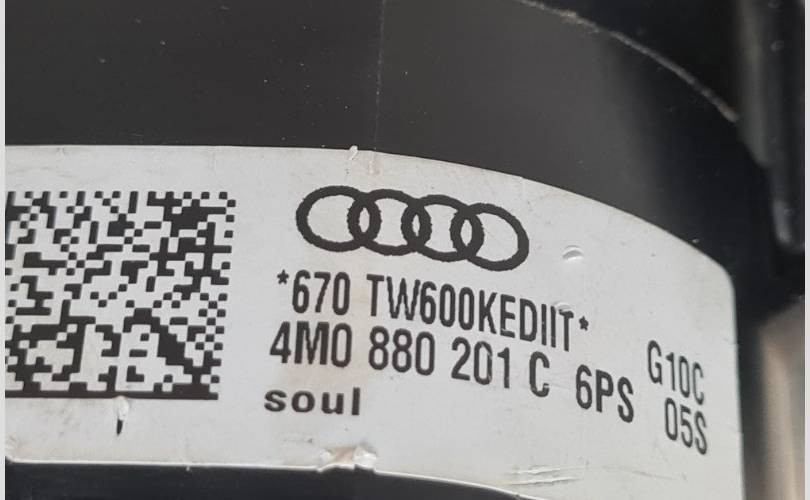 *670 TW600KEDIIT*
4M0 880 201 C 6PS
soul
G10C
05S